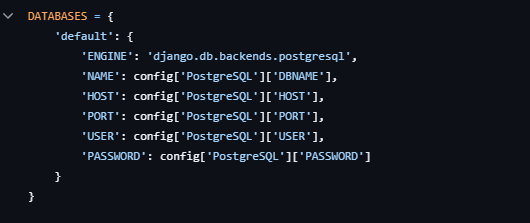 DATABASES = {
    'default': {
        'ENGINE': 'django.db.backends.postgresql',
        'NAME': config['PostgreSQL']['DBNAME'],
        'HOST': config['PostgreSQL']['HOST'],
        'PORT': config['PostgreSQL']['PORT'],
        'USER': config['PostgreSQL']['USER'],
        'PASSWORD': config['PostgreSQL']['PASSWORD']
    }
}